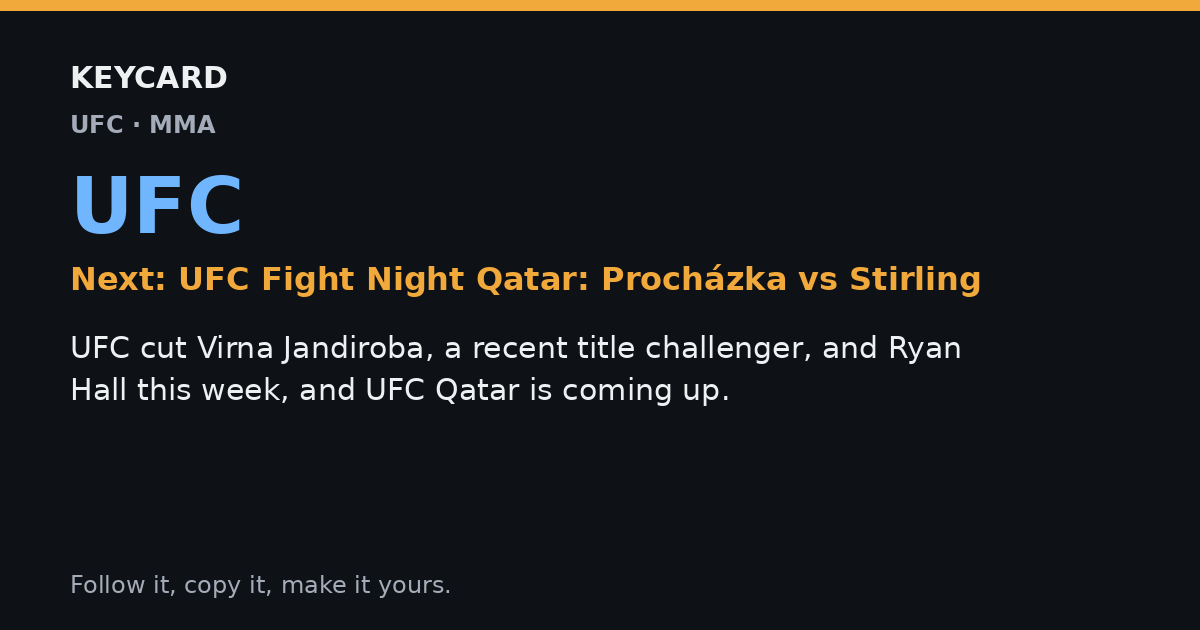 KEYCARD
UFC · MMA
UFC
Next: UFC Fight Night Qatar: Procházka vs Stirling
UFC cut Virna Jandiroba, a recent title challenger, and Ryan
Hall this week, and UFC Qatar is coming up.
Follow it, copy it, make it yours.